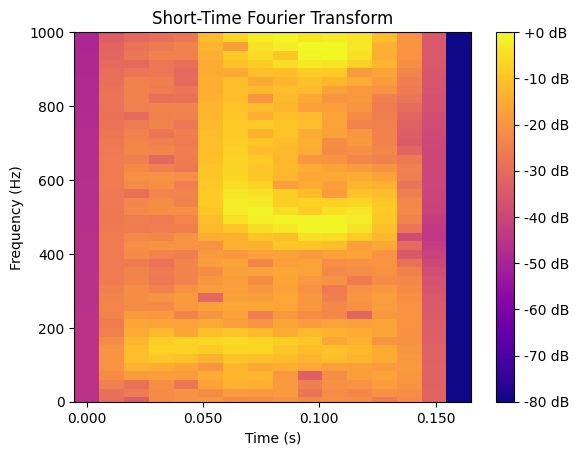 Short-Time Fourier Transform
1000
800
600
400
200
0
Frequency (Hz)
0.000
0.050
0.100
0.150
Time (s)
+0 dB
-10 dB
-20 dB
-30 dB
-40 dB
-50 dB
-60 dB
-70 dB
-80 dB